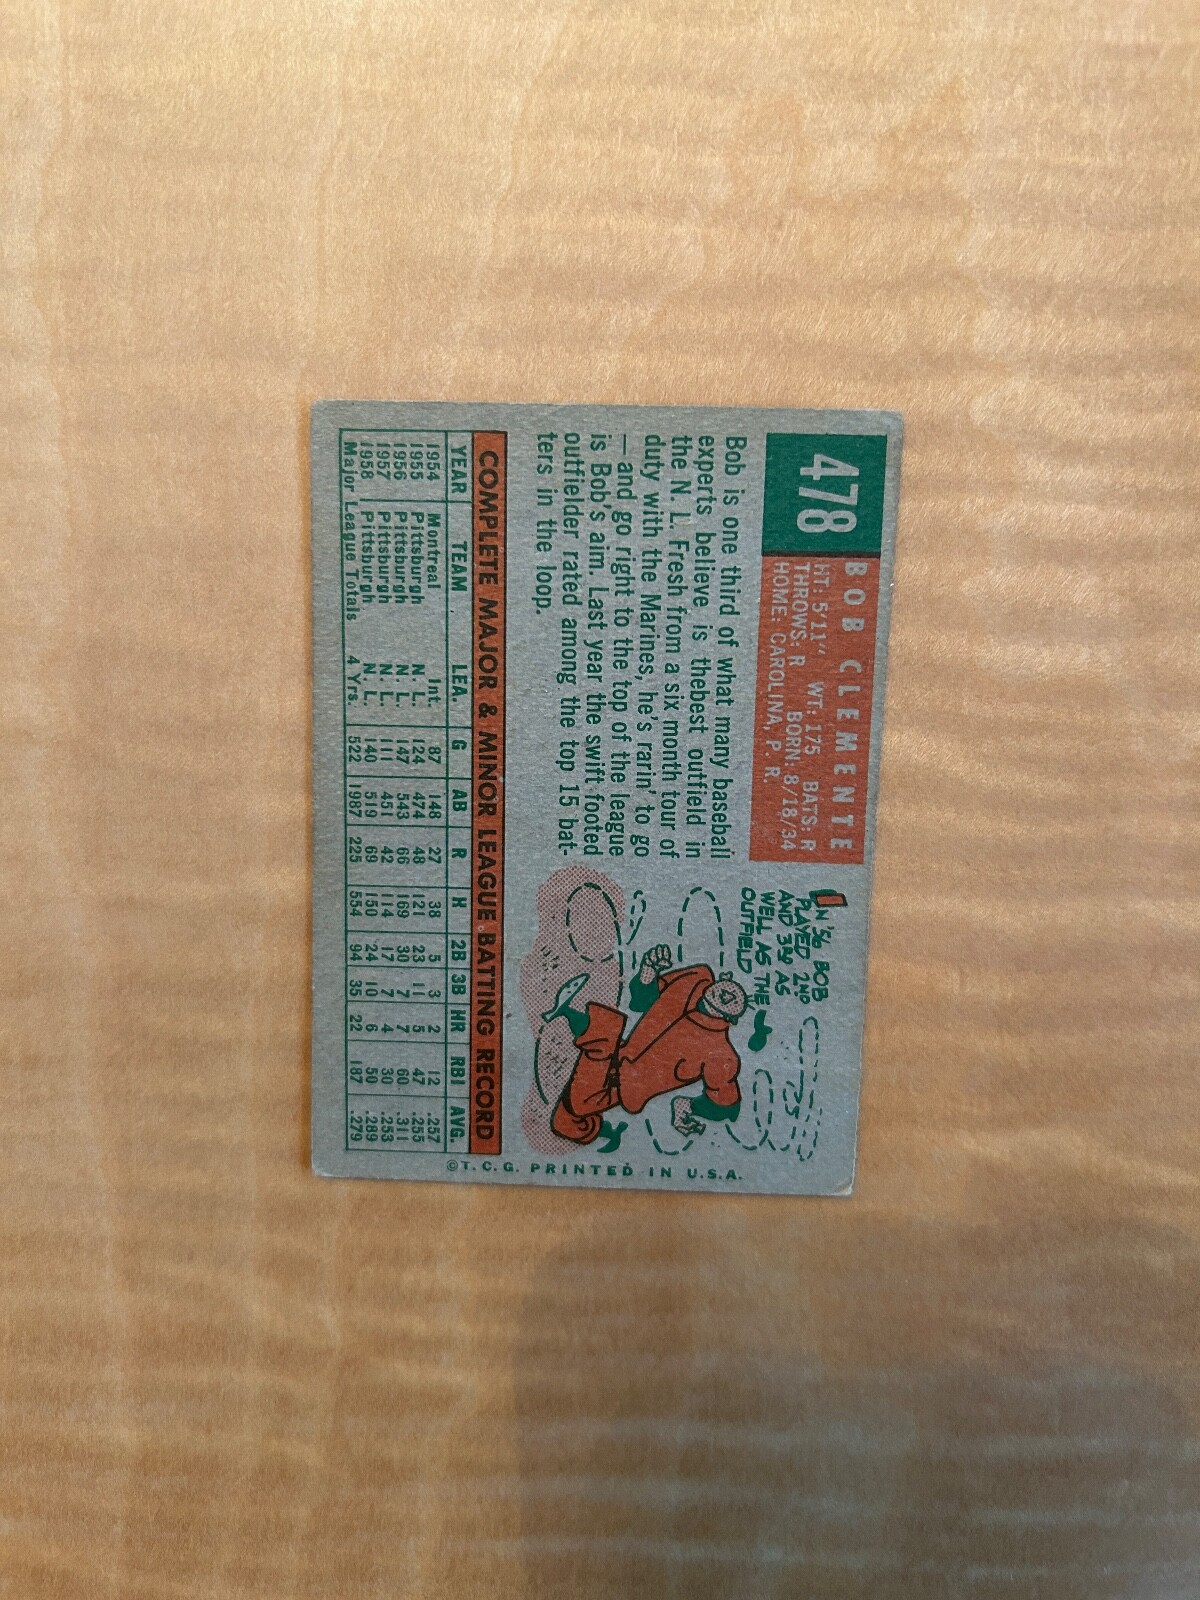 478
BOB CLEMENTE
HT: 5'11" WT: 175 BATS: R
THROWS: R BORN: 8/18/34
HOME: CAROLINA, P. R.
Bob is one third of what many baseball
experts believe is thebest outfield in
the N. L. Fresh from a six month tour of
duty with the Marines, he's rarin' to go
—and go right to the top of the league
is Bob's aim. Last year the swift footed
outfielder rated among the top 15 bat-
ters in the loop.
IN '56 BOB
PLAYED 2ND
AND 3RD AS
WELL AS THE
OUTFIELD
COMPLETE MAJOR & MINOR LEAGUE BATTING RECORD
YEAR TEAM LEA. G AB R H 2B 3B HR RBI AVG.
1954 Montreal Int. 87 148 27 38 5 3 2 12 .257
1955 Pittsburgh N. L. 124 474 48 121 23 11 5 47 .255
1956 Pittsburgh N. L. 147 543 66 169 30 7 7 60 .311
1957 Pittsburgh N. L. 111 451 42 114 17 7 4 30 .253
1958 Pittsburgh N. L. 140 519 69 150 24 10 6 50 .289
Major League Totals 4 Yrs. 522 1987 225 554 94 35 22 187 .279
©T. C. G. PRINTED IN U.S.A.